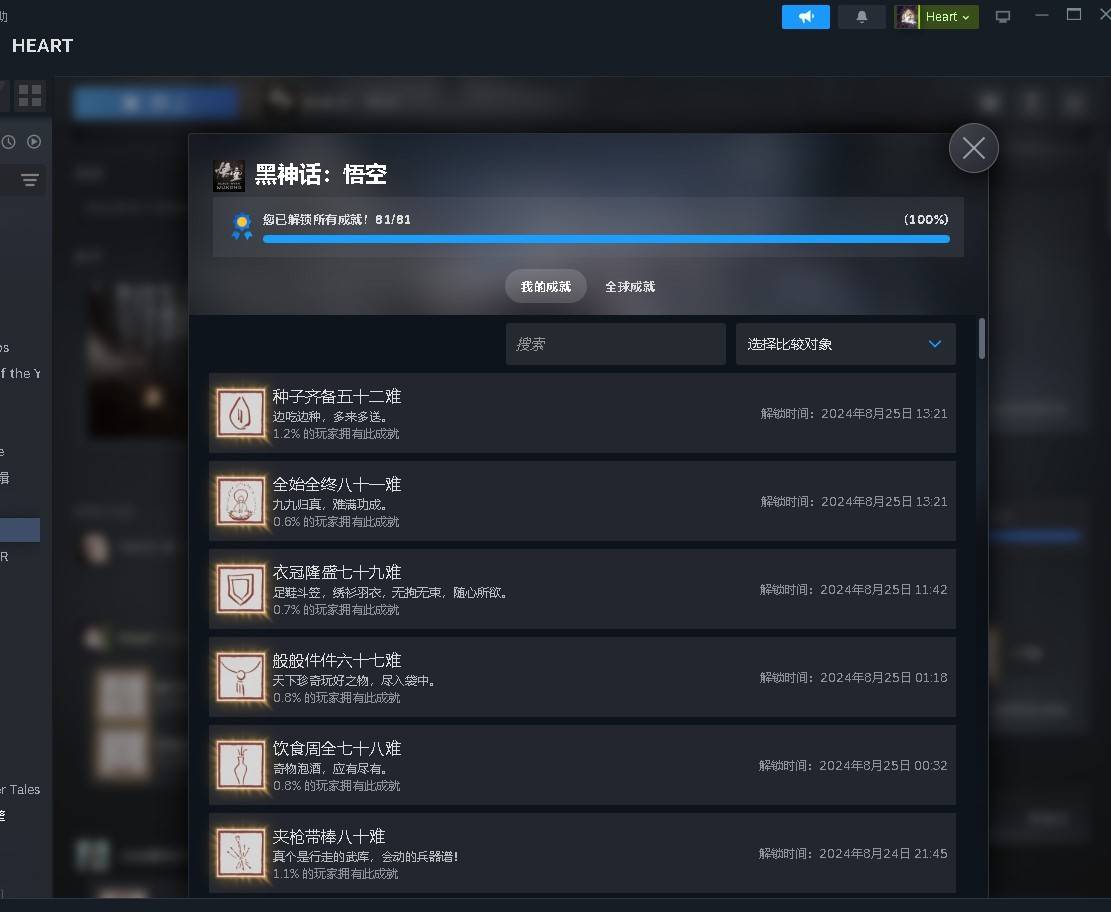 助
Heart
HEART
黑神话：悟空
您已解锁所有成就！81/81
(100%)
我的成就
全球成就
搜索
选择比较对象
种子齐备五十二难
边吃边种，多来多送。
1.2% 的玩家拥有此成就
解锁时间：2024年8月25日 13:21
全始全终八十一难
九九归真，难满功成。
0.6% 的玩家拥有此成就
解锁时间：2024年8月25日 13:21
衣冠隆盛七十九难
足鞋斗笠，绣衫羽衣，无拘无束，随心所欲。
0.7% 的玩家拥有此成就
解锁时间：2024年8月25日 11:42
般般件件六十七难
天下珍奇玩好之物，尽入袋中。
0.8% 的玩家拥有此成就
解锁时间：2024年8月25日 01:18
饮食周全七十八难
奇物泡酒，应有尽有。
0.8% 的玩家拥有此成就
解锁时间：2024年8月25日 00:32
夹枪带棒八十难
真个是行走的武库，会动的兵器谱！
1.1% 的玩家拥有此成就
解锁时间：2024年8月24日 21:45
os
f the Y
e
R
r Tales